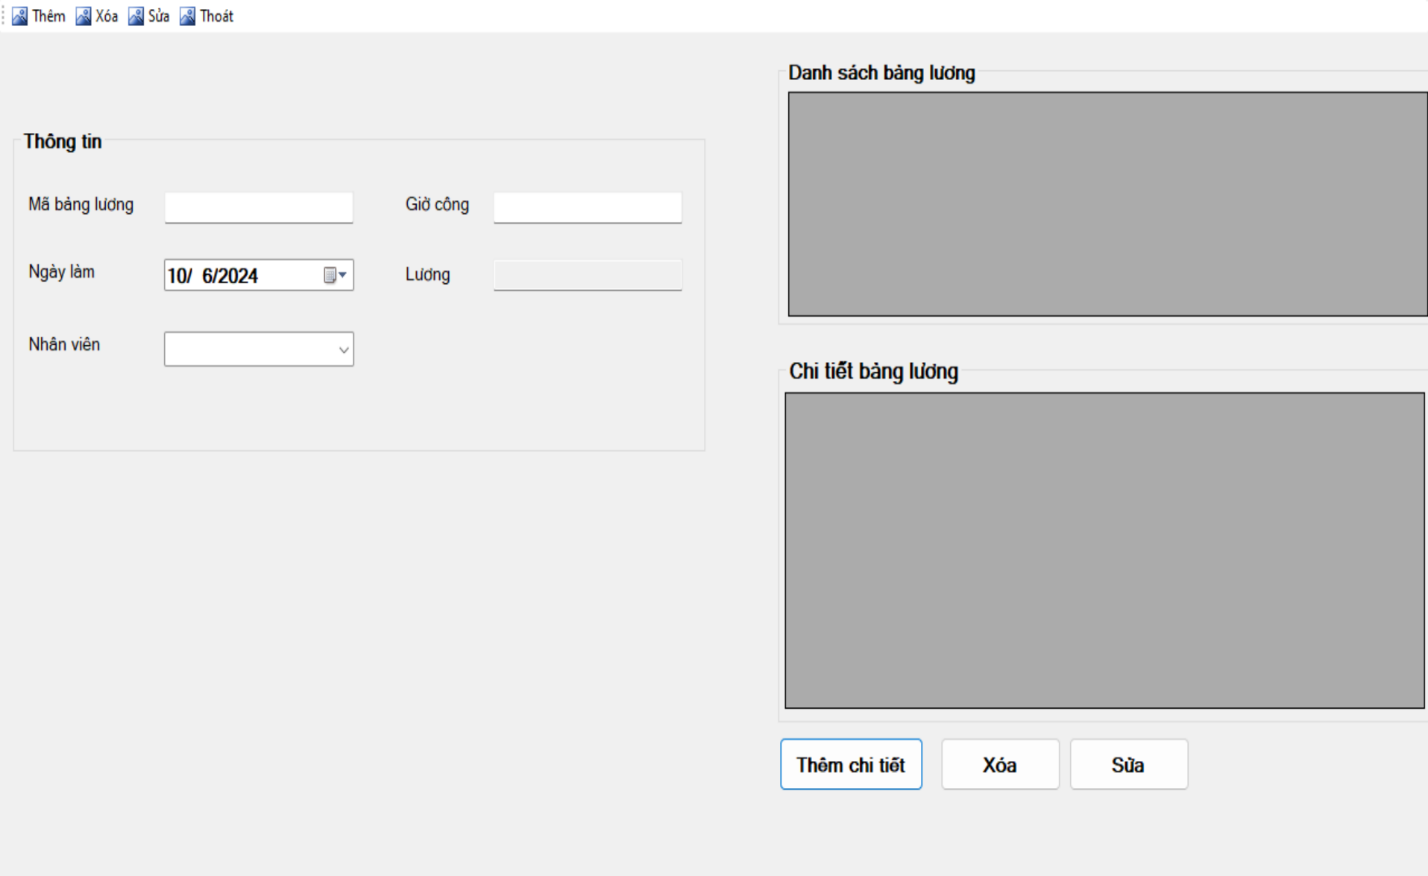 Thêm Xóa Sửa Thoát
Thông tin
Mã bảng lương
Giờ công
Ngày làm
10/ 6/2024
Lương
Nhân viên
Danh sách bảng lương
Chi tiết bảng lương
Thêm chi tiết
Xóa
Sửa